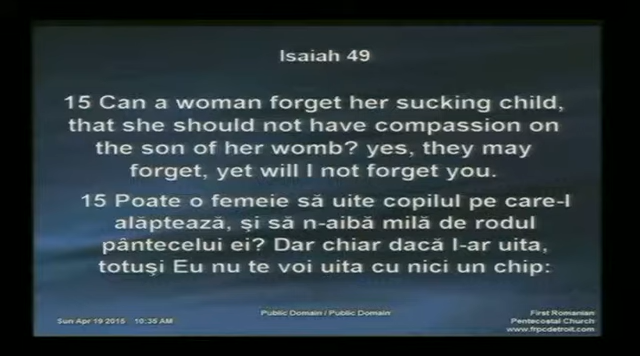 Isaiah 49
15 Can a woman forget her sucking child,
that she should not have compassion on
the son of her womb? yes, they may
forget, yet will I not forget you.
15 Poate o femeie să uite copilul pe care-l
alăptează, şi să n-aibă milă de rodul
pântecelui ei? Dar chiar dacă l-ar uita,
totuşi Eu nu te voi uita cu nici un chip:
Public Domain / Public Domain
Sun Apr 19 2015 10:36 AM
First Romanian
Pentecostal Church
www.frpcdetroit.com